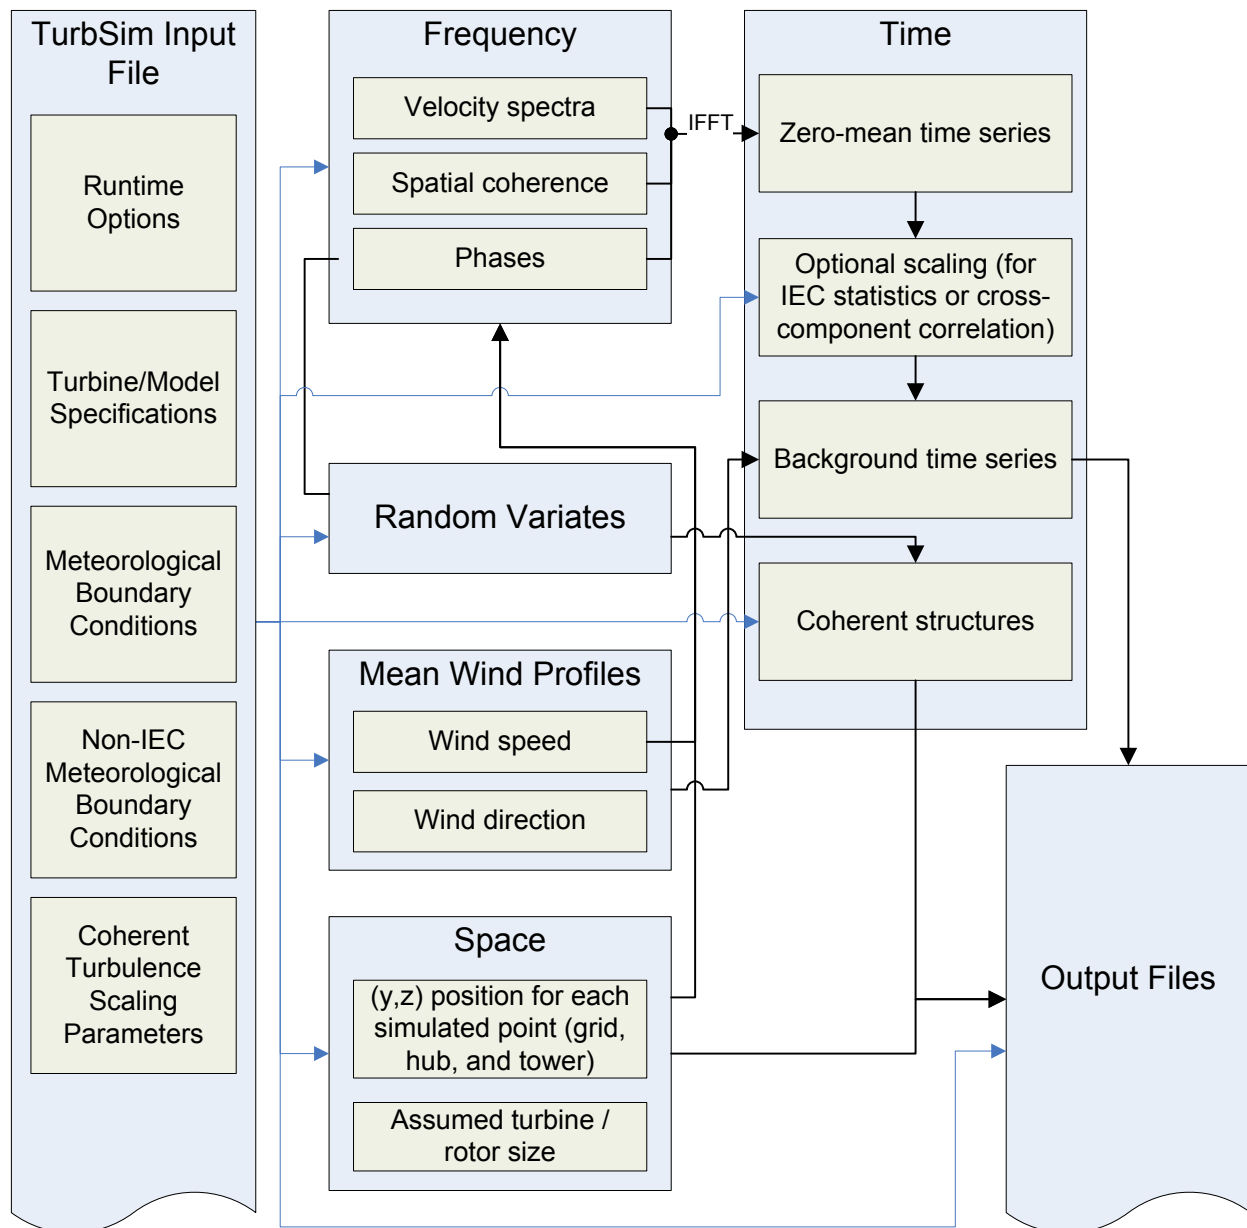 TurbSim Input
File
Runtime
Options
Turbine/Model
Specifications
Meteorological
Boundary
Conditions
Non-IEC
Meteorological
Boundary
Conditions
Coherent
Turbulence
Scaling
Parameters
Frequency
Velocity spectra
Spatial coherence
Phases
IFFT
Random Variates
Mean Wind Profiles
Wind speed
Wind direction
Space
(y,z) position for each
simulated point (grid,
hub, and tower)
Assumed turbine /
rotor size
Time
Zero-mean time series
Optional scaling (for
IEC statistics or cross-
component correlation)
Background time series
Coherent structures
Output Files